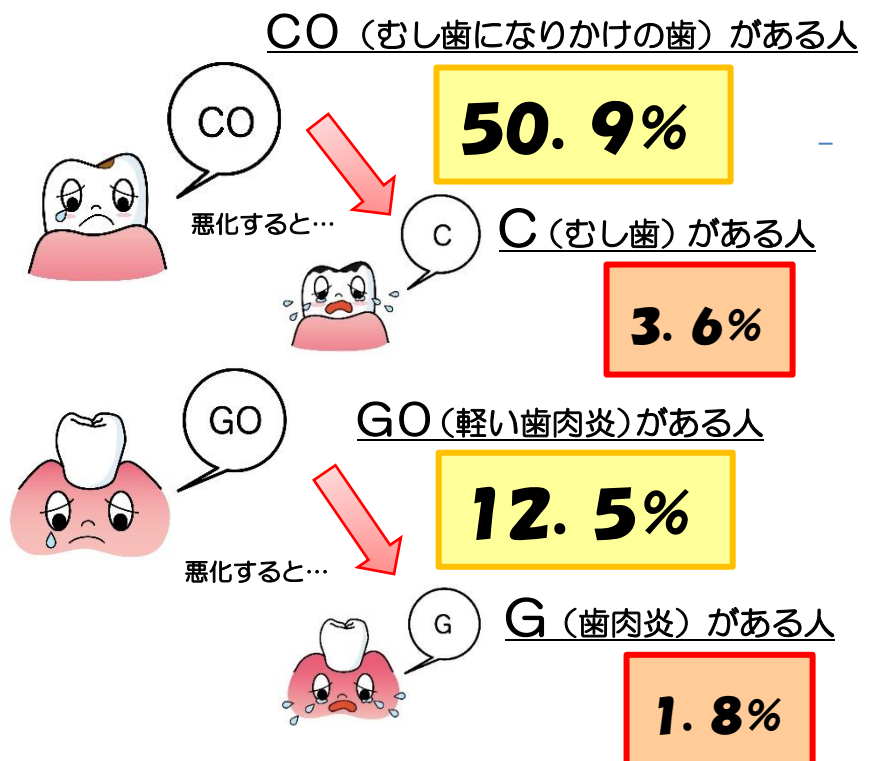 CO（むし歯になりかけの歯）がある人
CO
50．9％
悪化すると…
C
C（むし歯）がある人
3．6％
GO
GO（軽い歯肉炎）がある人
12．5％
悪化すると…
G
G（歯肉炎）がある人
1．8％